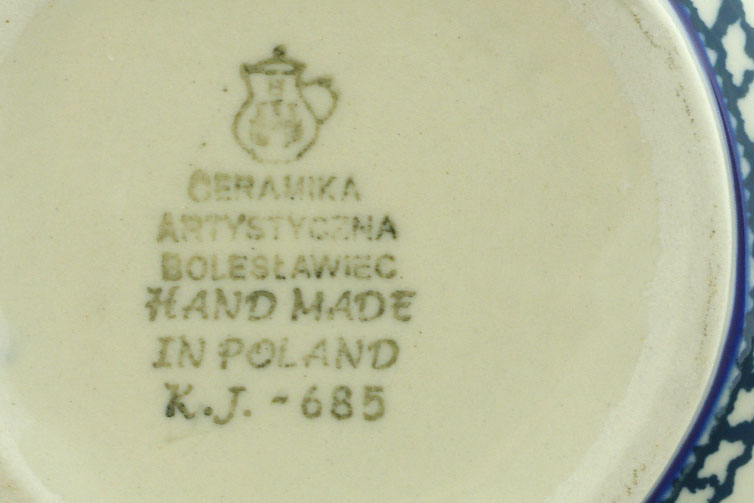 CERAMIKA
ARTYSTYCZNA
BOLESŁAWIEC
HAND MADE
IN POLAND
K.J. - 685